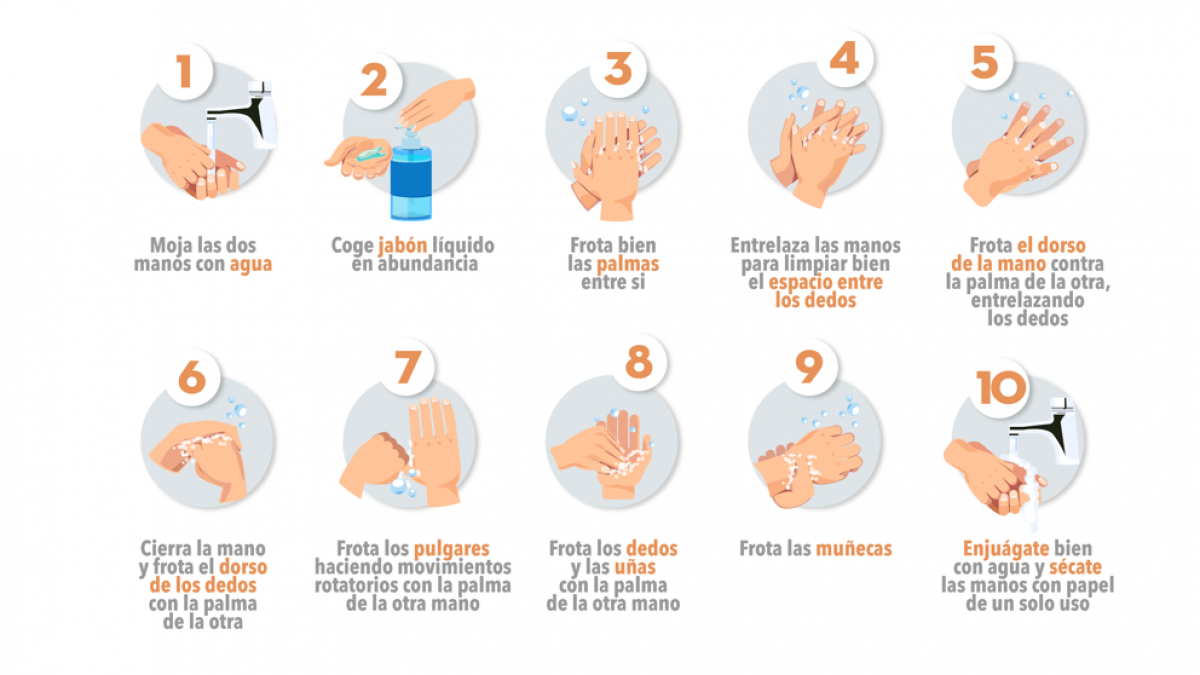 1
Moja las dos
manos con agua
2
Coge jabón líquido
en abundancia
3
Frota bien
las palmas
entre si
4
Entrelaza las manos
para limpiar bien
el espacio entre
los dedos
5
Frota el dorso
de la mano contra
la palma de la otra,
entrelazando
los dedos
6
Cierra la mano
y frota el dorso
de los dedos
con la palma
de la otra
7
Frota los pulgares
haciendo movimientos
rotatorios con la palma
de la otra mano
8
Frota los dedos
y las uñas
con la palma
de la otra mano
9
Frota las muñecas
10
Enjuágate bien
con agua y sécate
las manos con papel
de un solo uso